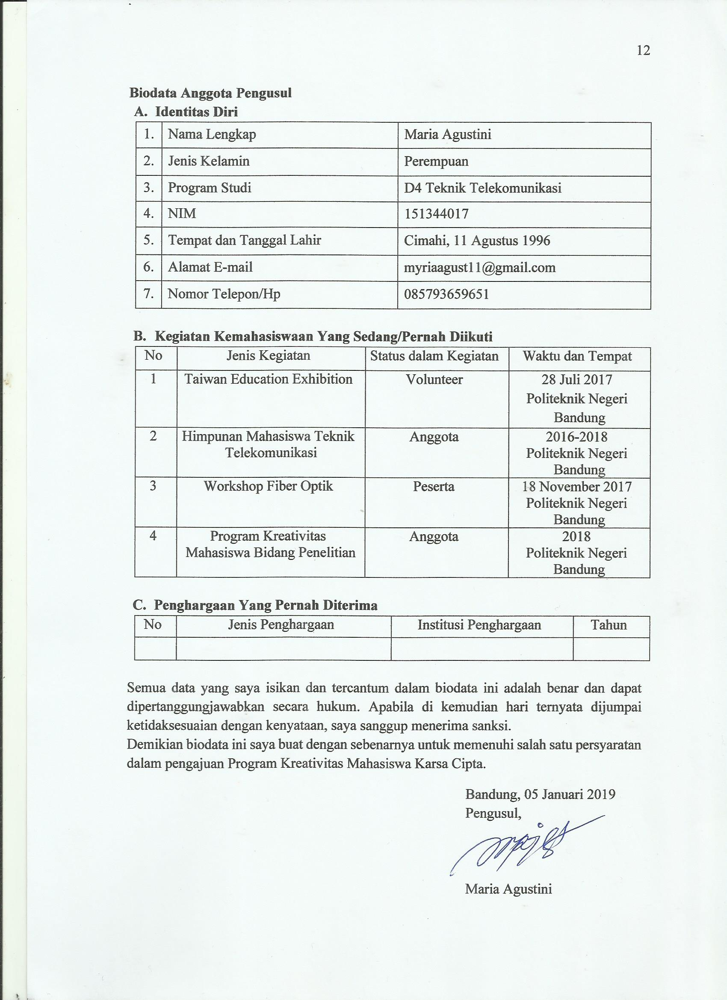 12
Biodata Anggota Pengusul
A. Identitas Diri
1. Nama Lengkap Maria Agustini
2. Jenis Kelamin Perempuan
3. Program Studi D4 Teknik Telekomunikasi
4. NIM 151344017
5. Tempat dan Tanggal Lahir Cimahi, 11 Agustus 1996
6. Alamat E-mail myriaagust11@gmail.com
7. Nomor Telepon/Hp 085793659651
B. Kegiatan Kemahasiswaan Yang Sedang/Pernah Diikuti
No Jenis Kegiatan Status dalam Kegiatan Waktu dan Tempat
1 Taiwan Education Exhibition Volunteer 28 Juli 2017
Politeknik Negeri
Bandung
2 Himpunan Mahasiswa Teknik Anggota 2016-2018
Telekomunikasi Politeknik Negeri
Bandung
3 Workshop Fiber Optik Peserta 18 November 2017
Politeknik Negeri
Bandung
4 Program Kreativitas Anggota 2018
Mahasiswa Bidang Penelitian Politeknik Negeri
Bandung
C. Penghargaan Yang Pernah Diterima
No Jenis Penghargaan Institusi Penghargaan Tahun
Semua data yang saya isikan dan tercantum dalam biodata ini adalah benar dan dapat
dipertanggungjawabkan secara hukum. Apabila di kemudian hari ternyata dijumpai
ketidaksesuaian dengan kenyataan, saya sanggup menerima sanksi.
Demikian biodata ini saya buat dengan sebenarnya untuk memenuhi salah satu persyaratan
dalam pengajuan Program Kreativitas Mahasiswa Karsa Cipta.
Bandung, 05 Januari 2019
Pengusul,
Maria Agustini